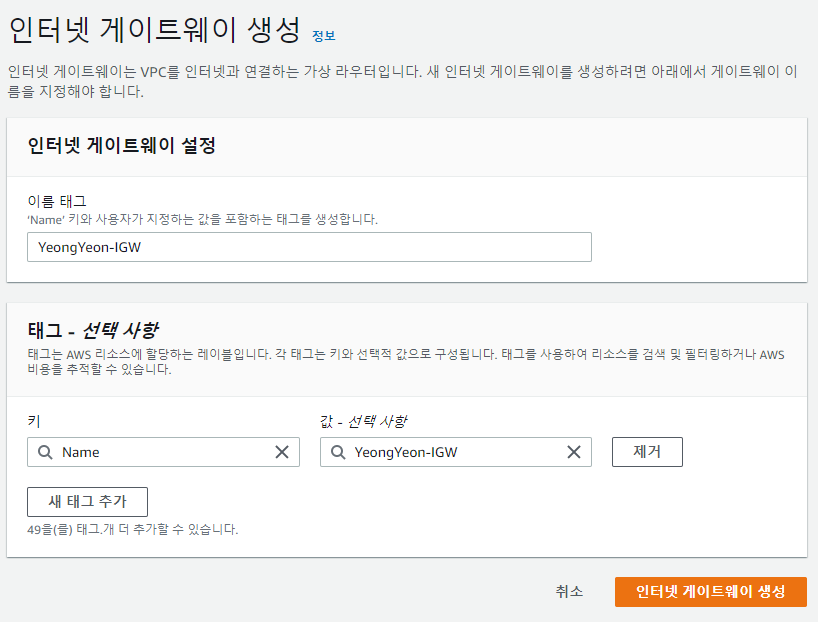 인터넷 게이트웨이 생성 정보
인터넷 게이트웨이는 VPC를 인터넷과 연결하는 가상 라우터입니다. 새 인터넷 게이트웨이를 생성하려면 아래에서 게이트웨이 이
름을 지정해야 합니다.
인터넷 게이트웨이 설정
이름 태그
'Name' 키와 사용자가 지정하는 값을 포함하는 태그를 생성합니다.
YeongYeon-IGW
태그 - 선택 사항
태그는 AWS 리소스에 할당하는 레이블입니다. 각 태그는 키와 선택적 값으로 구성됩니다. 태그를 사용하여 리소스를 검색 및 필터링하거나 AWS
비용을 추적할 수 있습니다.
키 값 - 선택 사항
Name YeongYeon-IGW 제거
새 태그 추가
49을(를) 태그.개 더 추가할 수 있습니다.
취소 인터넷 게이트웨이 생성